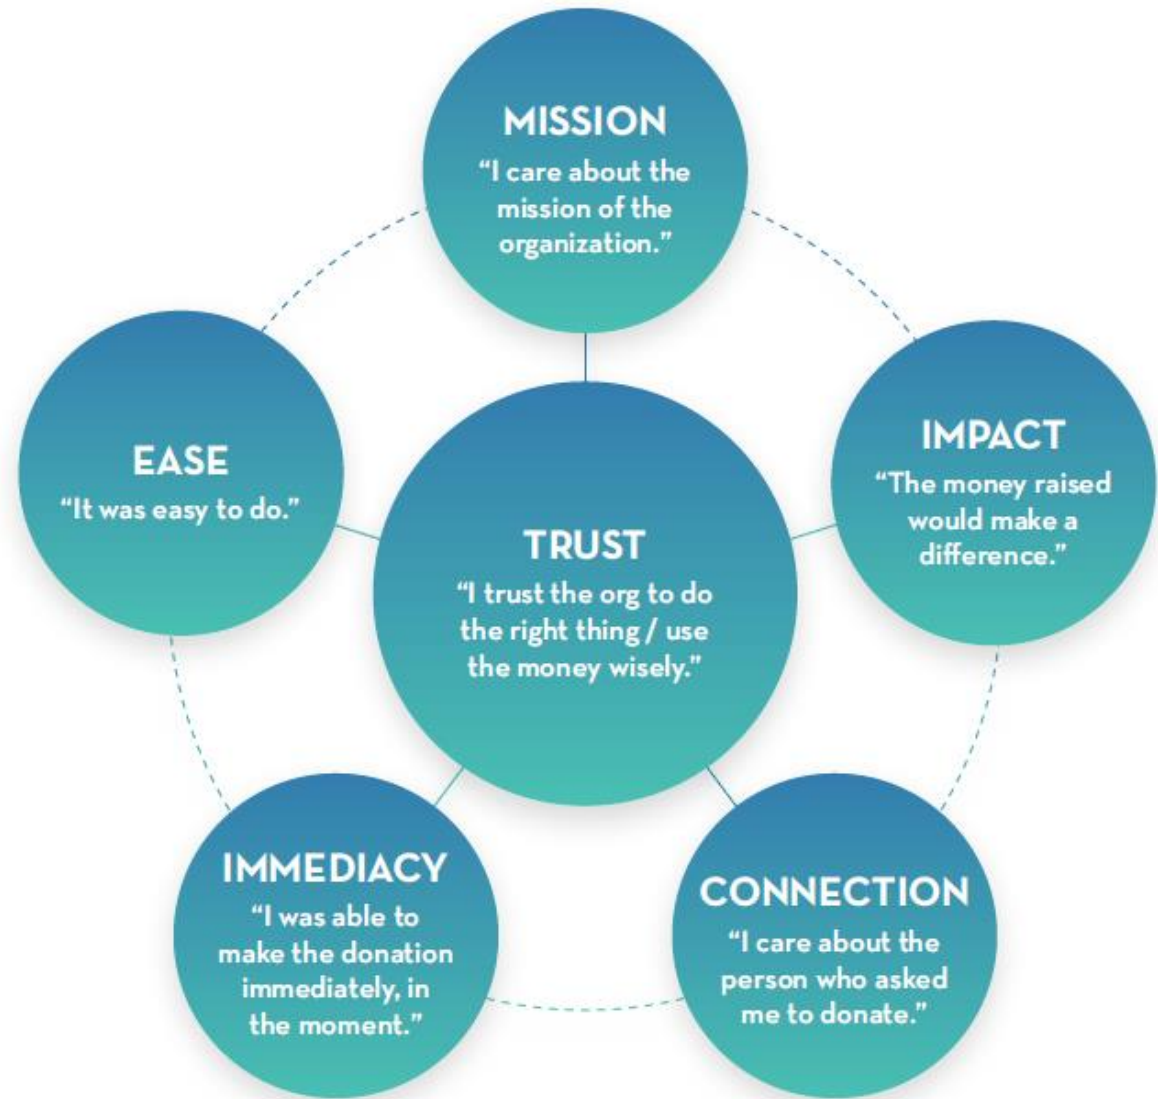 MISSION
“I care about the
mission of the
organization.”
IMPACT
“The money raised
would make a
difference.”
EASE
“It was easy to do.”
TRUST
“I trust the org to do
the right thing / use
the money wisely.”
IMMEDIACY
“I was able to
make the donation
immediately, in
the moment.”
CONNECTION
“I care about the
person who asked
me to donate.”